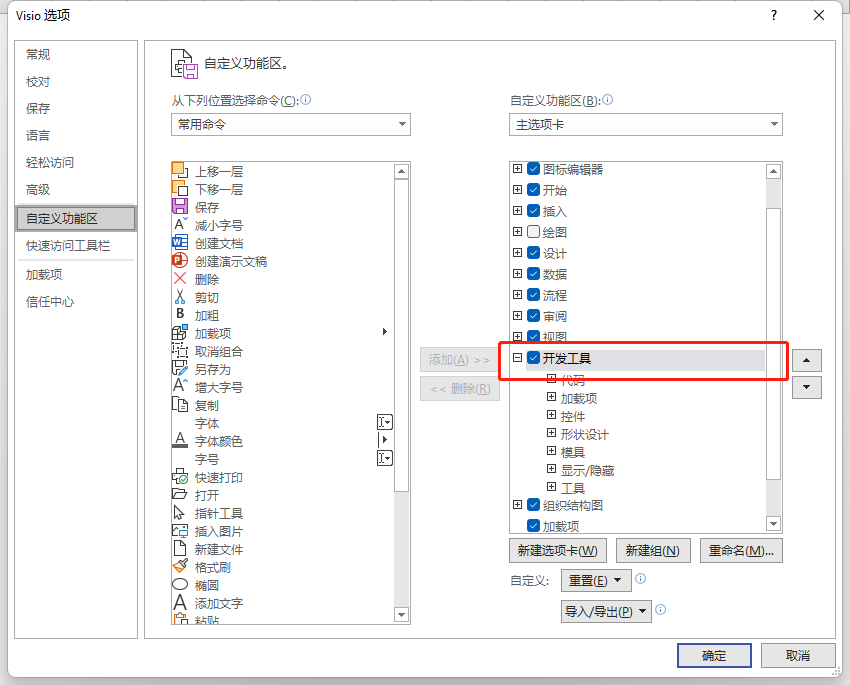 Visio 选项
?
常规
校对
保存
语言
轻松访问
高级
自定义功能区
快速访问工具栏
加载项
信任中心
自定义功能区。
从下列位置选择命令(C):
常用命令
上移一层
下移一层
保存
减小字号
创建文档
创建演示文稿
删除
剪切
加粗
加载项
取消组合
另存为
增大字号
复制
字体
字体颜色
字号
快速打印
打开
指针工具
插入图片
新建文件
格式刷
椭圆
添加文字
粘贴
添加(A) >>
<< 删除(R)
自定义功能区(B):
主选项卡
图标编辑器
开始
插入
绘图
设计
数据
流程
审阅
视图
开发工具
代码
加载项
控件
形状设计
模具
显示/隐藏
工具
组织结构图
加载项
新建选项卡(W)
新建组(N)
重命名(M)...
自定义:
重置(E)
导入/导出(P)
确定
取消